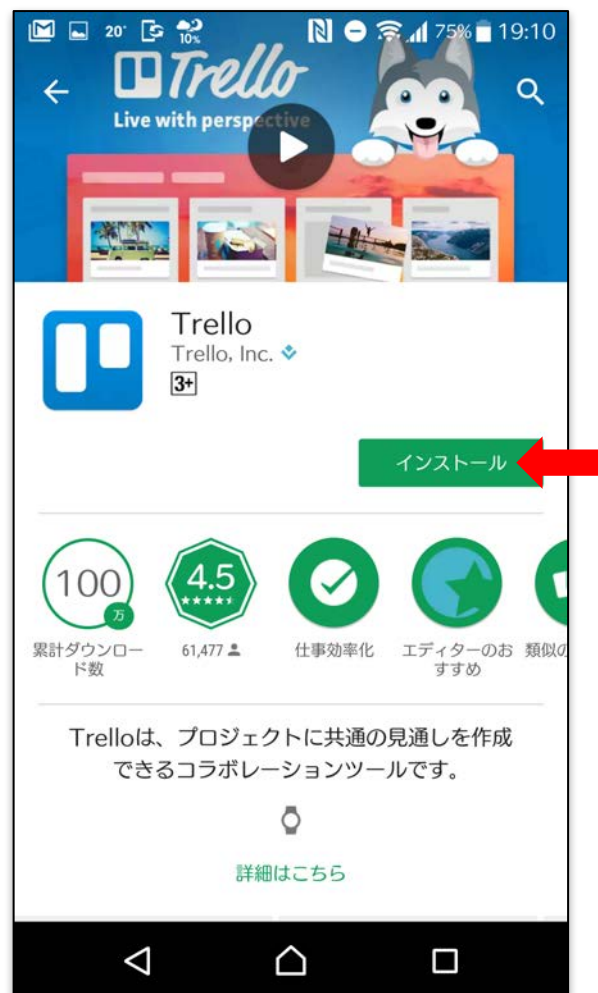 20° 10% 75% 19:10
Trello
Live with perspective
Trello
Trello, Inc.
3+
インストール
100
万
4.5
累計ダウンロー
ド数
61,477
仕事効率化
エディターのお
すすめ
類似の
Trelloは、プロジェクトに共通の見通しを作成
できるコラボレーションツールです。
詳細はこちら